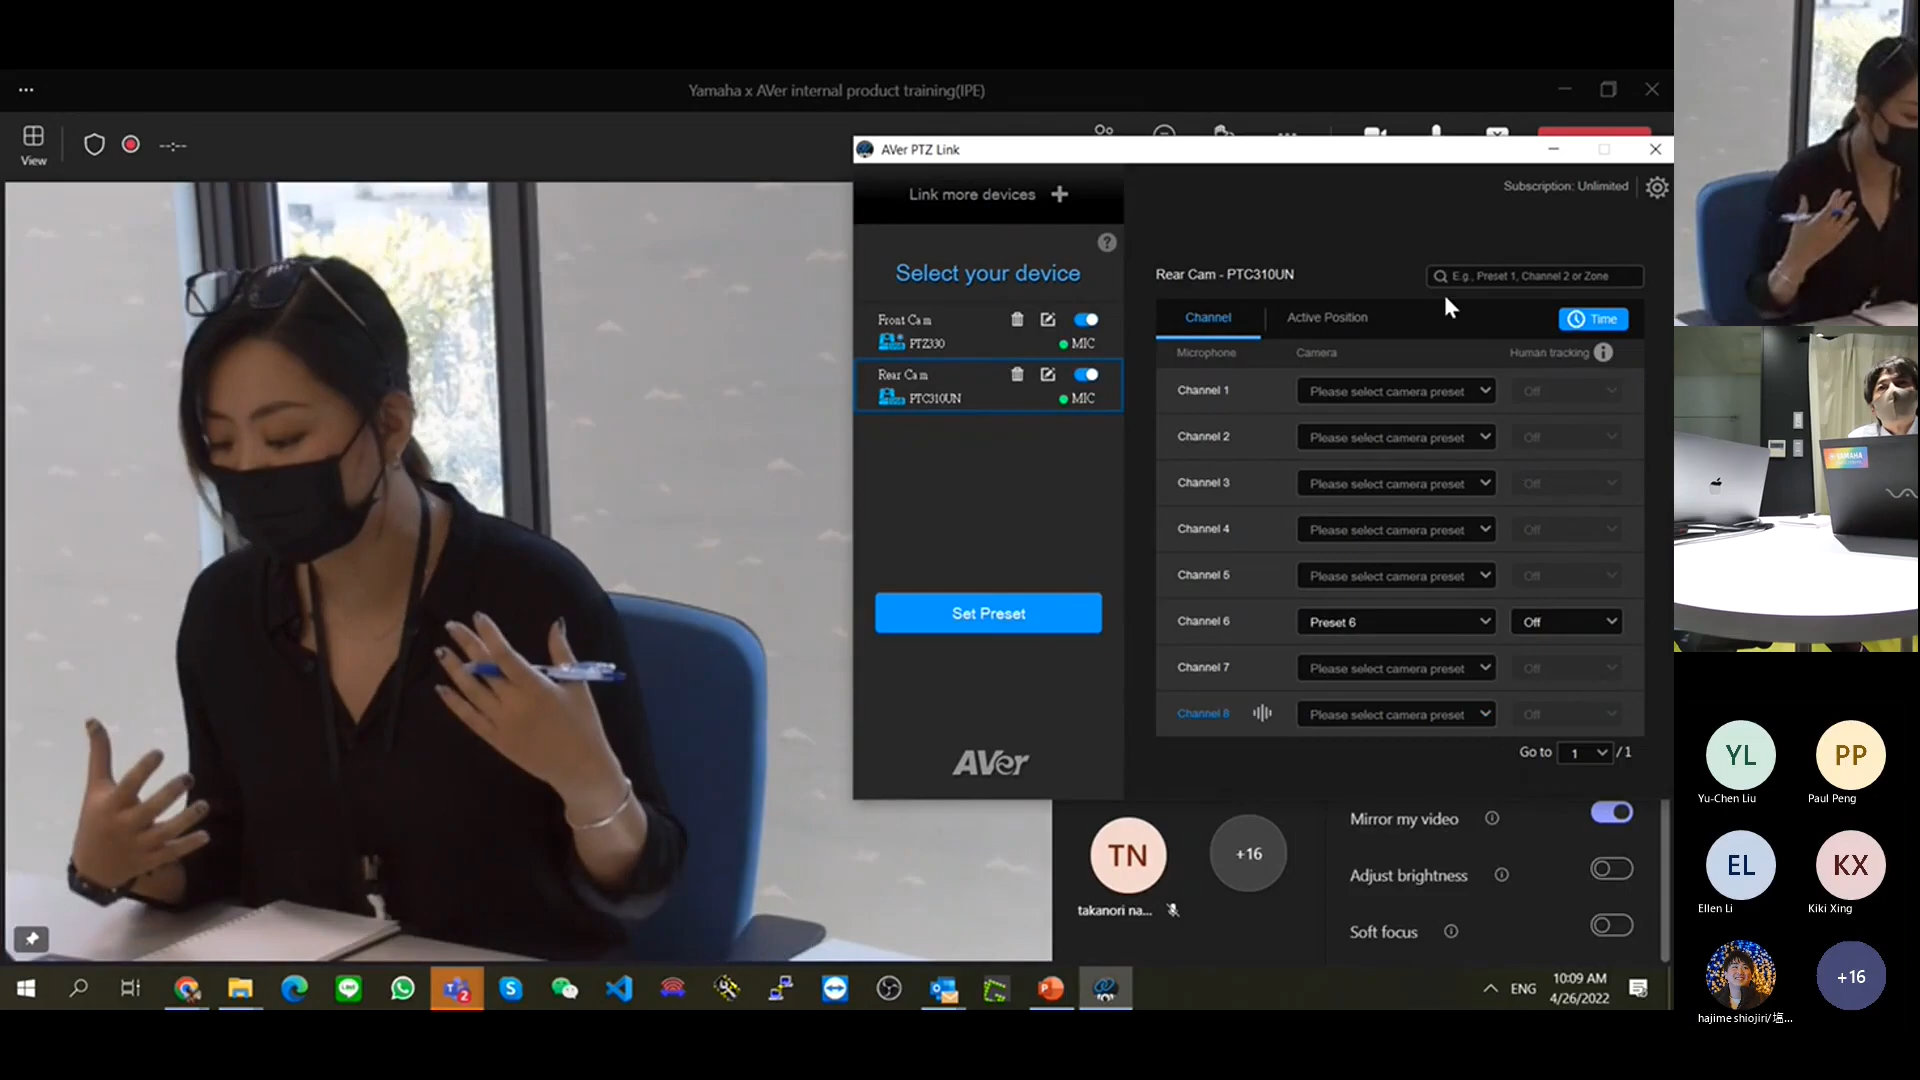 Yamaha x AVer internal product training(IPE)
View
--:--
AVer PTZ Link
Link more devices
Subscription: Unlimited
Select your device
Front Cam
PTZ330
MIC
Rear Cam
PTC310UN
MIC
Set Preset
AVer
Rear Cam - PTC310UN
E.g., Preset 1, Channel 2 or Zone
Channel
Active Position
Time
Microphone
Camera
Human tracking
Channel 1
Please select camera preset
Off
Channel 2
Please select camera preset
Off
Channel 3
Please select camera preset
Off
Channel 4
Please select camera preset
Off
Channel 5
Please select camera preset
Off
Channel 6
Preset 6
Off
Channel 7
Please select camera preset
Off
Channel 8
Please select camera preset
Off
Go to 1 / 1
TN
takanori na...
+16
Mirror my video
Adjust brightness
Soft focus
ENG
10:09 AM
4/26/2022
YAMAHA
YL
Yu-Chen Liu
PP
Paul Peng
EL
Ellen Li
KX
Kiki Xing
hajime shiojiri/塩...
+16